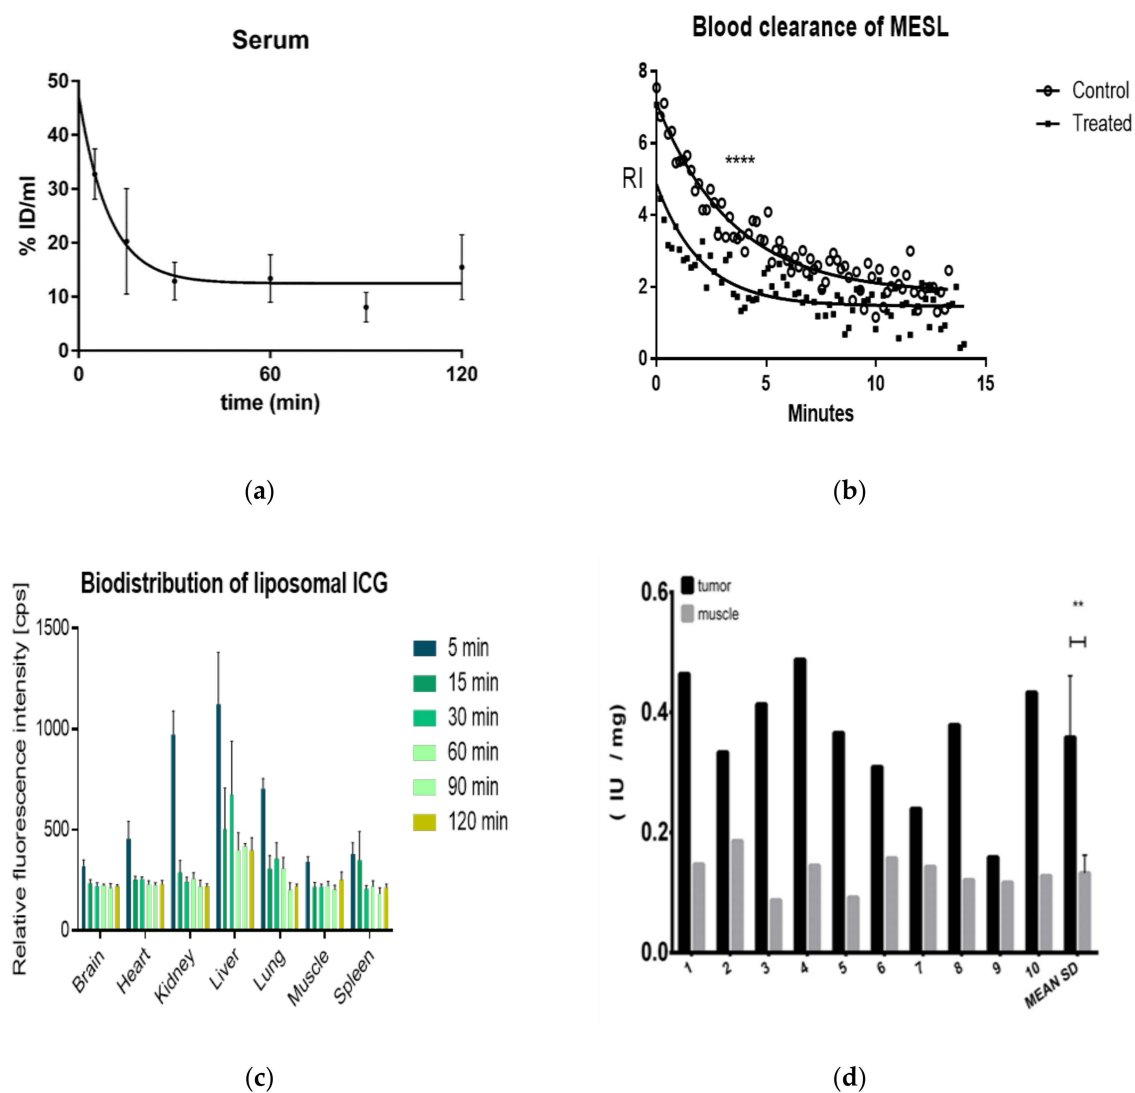 Serum
50
40
30
20
10
0
% ID/ml
0 60 120
time (min)
(a)
Blood clearance of MESL
8
6
4
2
0
RI
****
Control
Treated
0 5 10 15
Minutes
(b)
Biodistribution of liposomal ICG
Relative fluorescence intensity [cps]
1500
1000
500
0
5 min
15 min
30 min
60 min
90 min
120 min
Brain Heart Kidney Liver Lung Muscle Spleen
(c)
0.6
0.4
0.2
0.0
( IU / mg)
tumor
muscle
**
1 2 3 4 5 6 7 8 9 10 MEAN SD
(d)